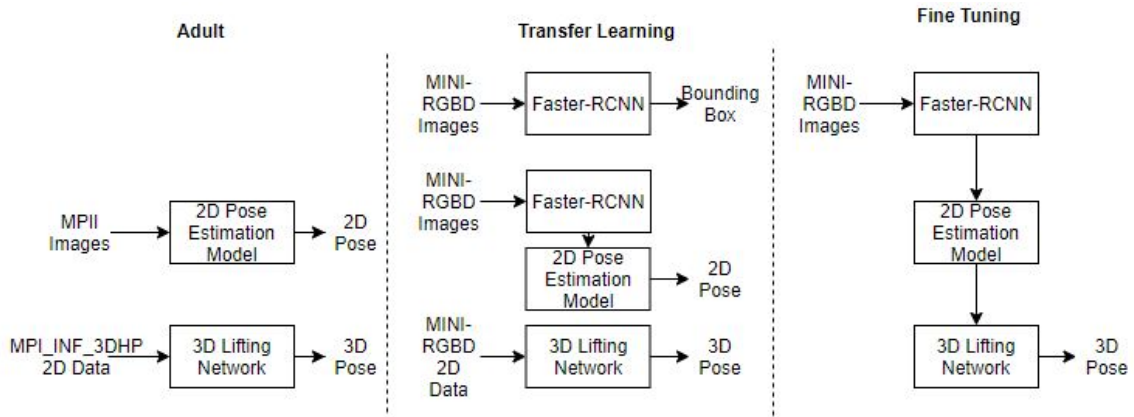 Adult
MPII
Images
2D Pose
Estimation
Model
2D
Pose
MPI_INF_3DHP
2D Data
3D Lifting
Network
3D
Pose
Transfer Learning
MINI-
RGBD
Images
Faster-RCNN
Bounding
Box
MINI-
RGBD
Images
Faster-RCNN
2D Pose
Estimation
Model
2D
Pose
MINI-
RGBD
2D
Data
3D Lifting
Network
3D
Pose
Fine Tuning
MINI-
RGBD
Images
Faster-RCNN
2D Pose
Estimation
Model
3D Lifting
Network
3D
Pose